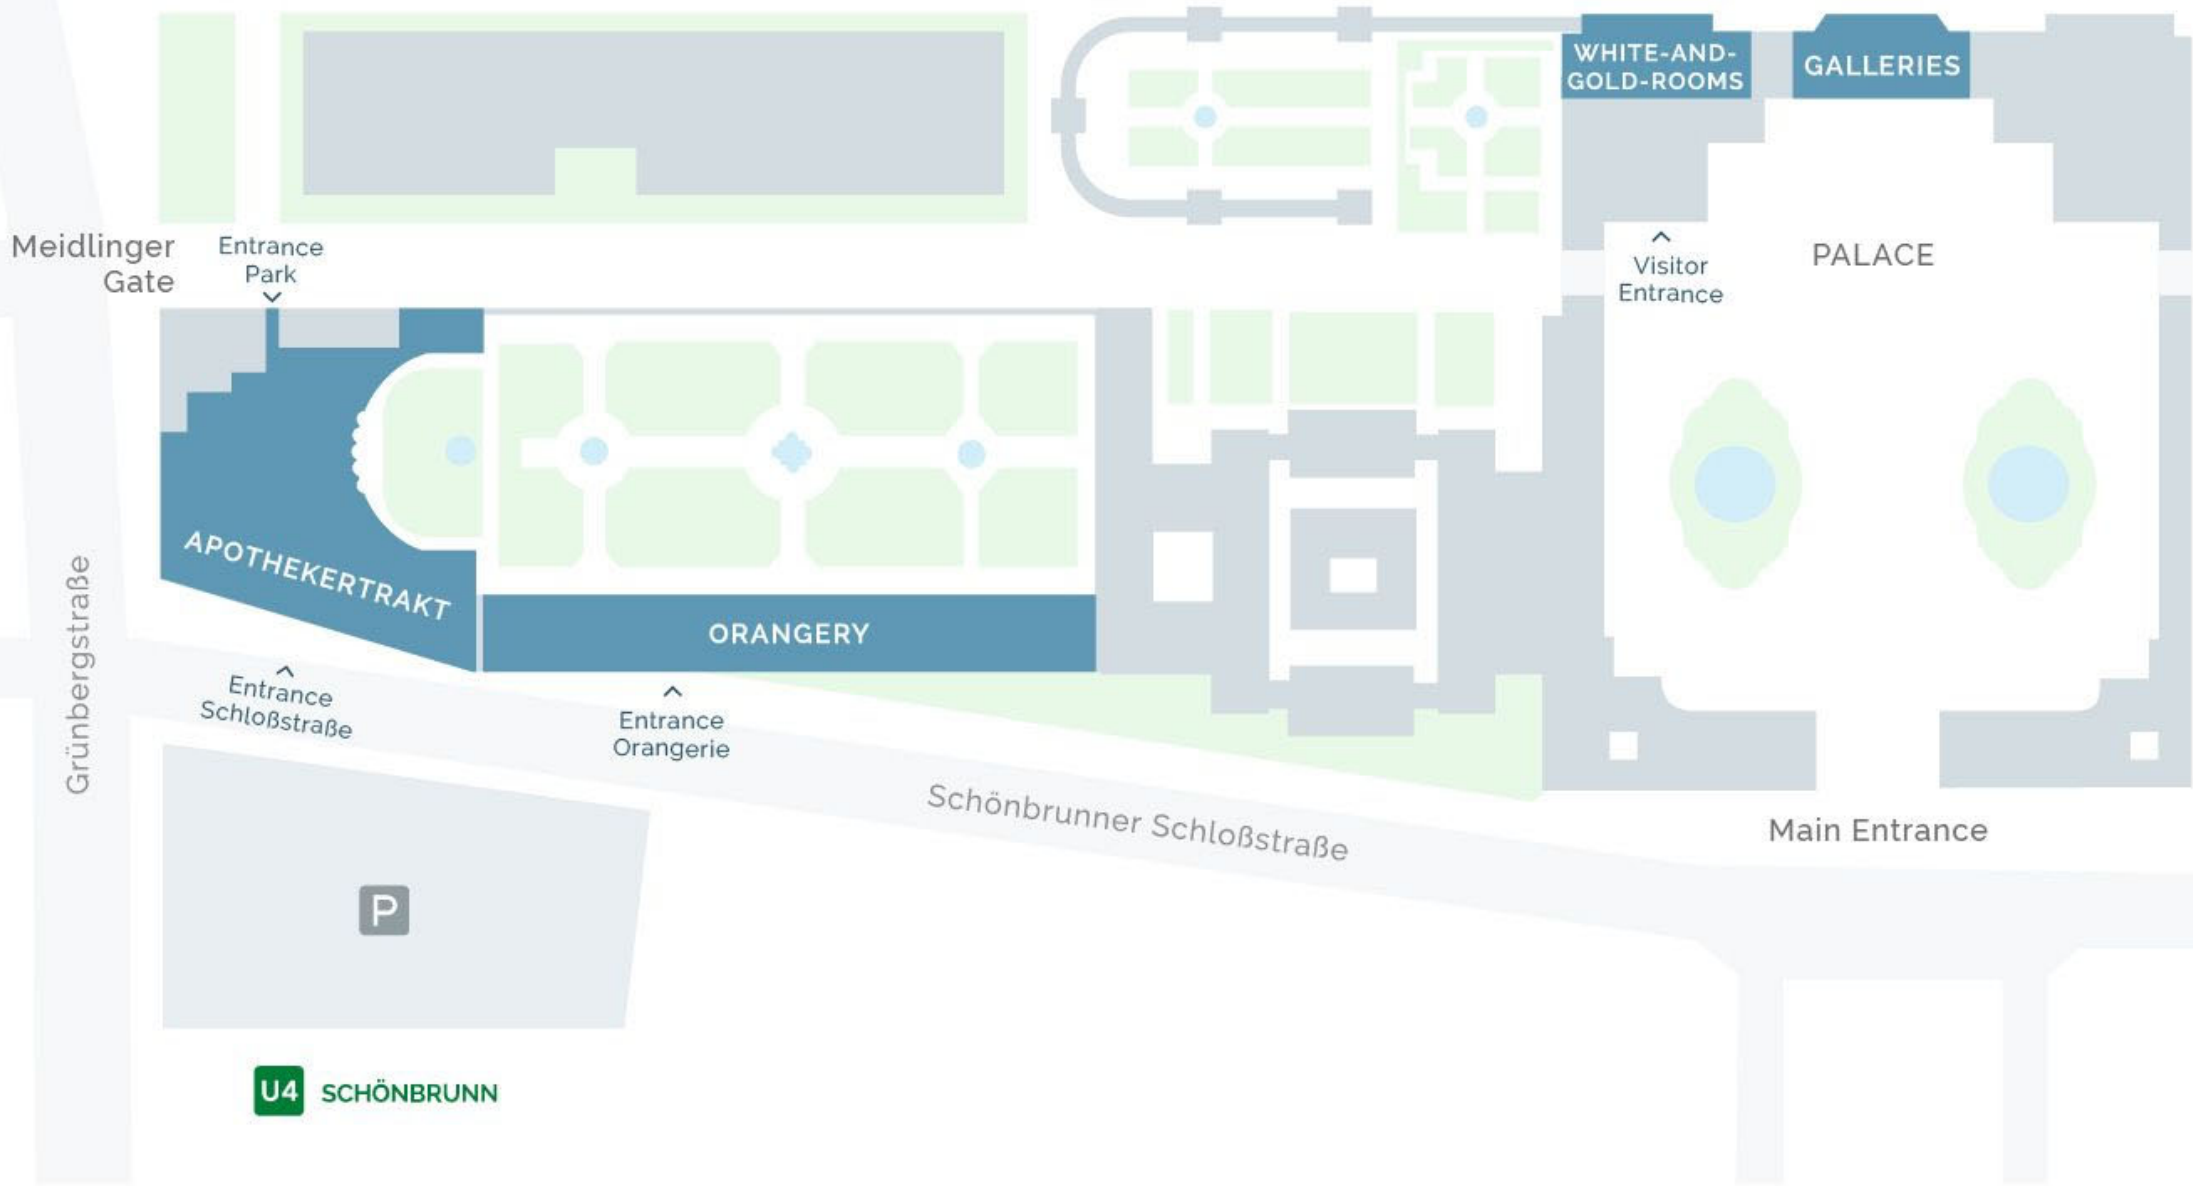 WHITE-AND-
GOLD-ROOMS
GALLERIES
Meidlinger
Gate
Entrance
Park
Visitor
Entrance
PALACE
APOTHEKERTRAKT
ORANGERY
Grünbergstraße
Entrance
Schloßstraße
Entrance
Orangerie
Schönbrunner Schloßstraße
Main Entrance
P
U4 SCHÖNBRUNN